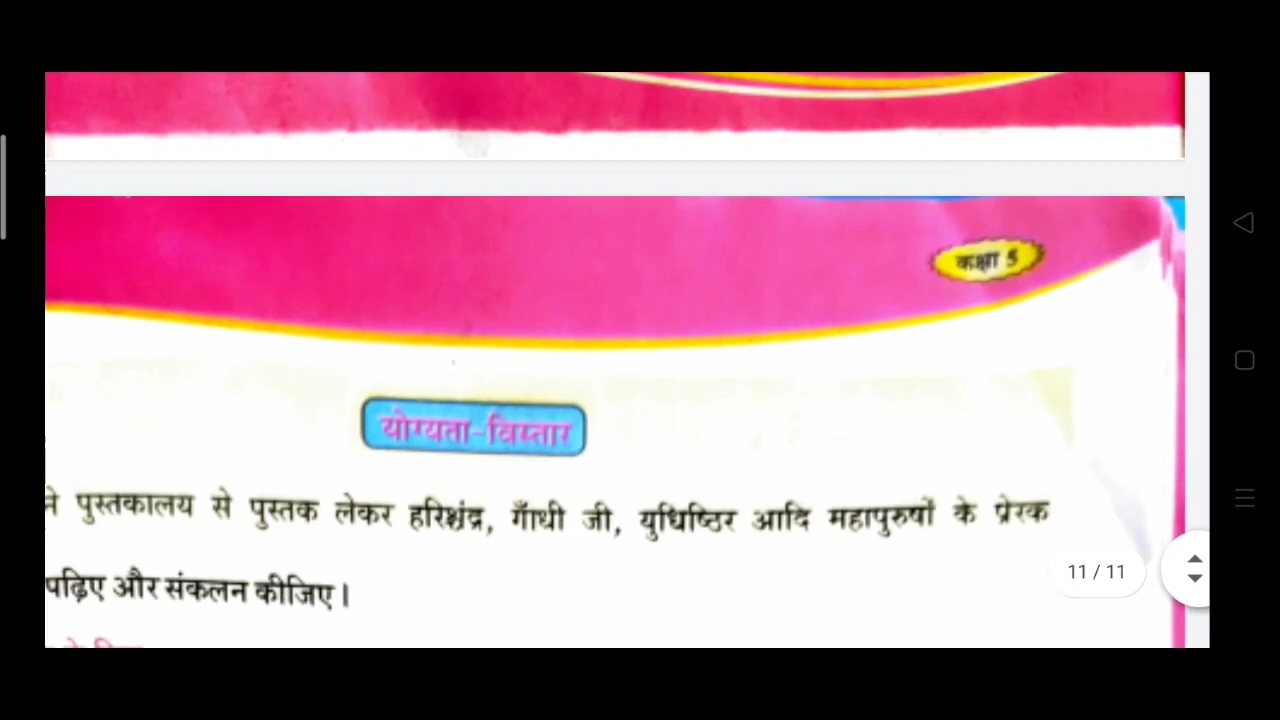 कक्षा 5
योग्यता-विस्तार
पुस्तकालय से पुस्तक लेकर हरिश्चंद्र, गाँधी जी, युधिष्ठिर आदि महापुरुषों के प्रेरक
पढ़िए और संकलन कीजिए।
11 / 11